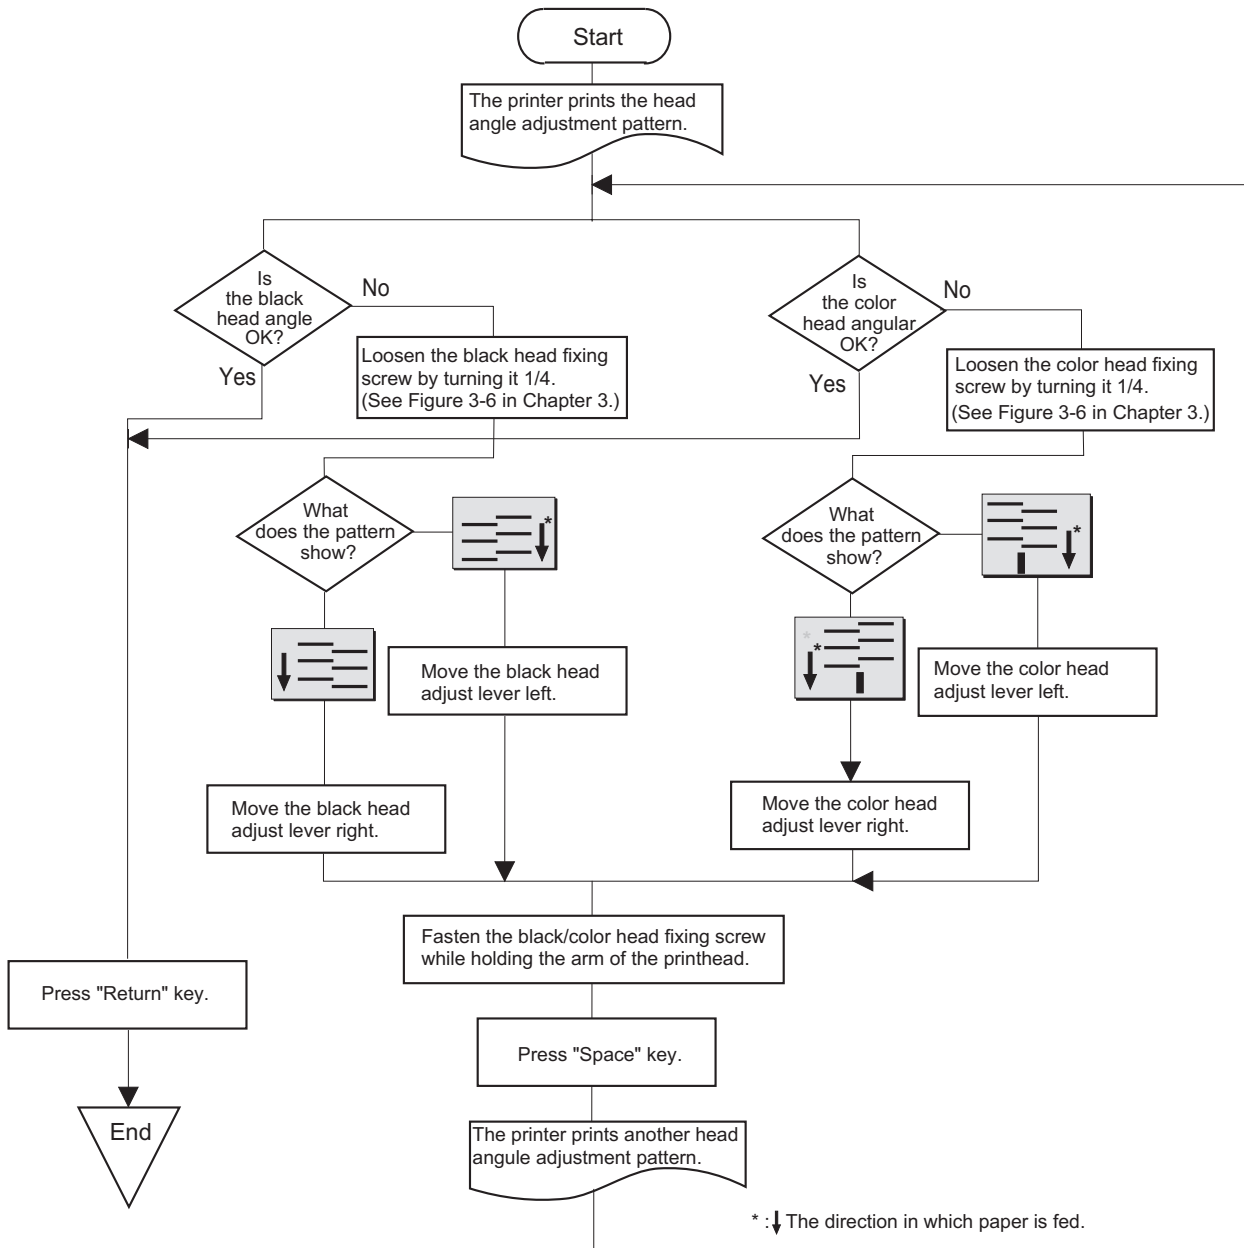 Start
The printer prints the head
angle adjustment pattern.
Is
the black
head angle
OK?
No
Yes
Loosen the black head fixing
screw by turning it 1/4.
(See Figure 3-6 in Chapter 3.)
Is
the color
head angular
OK?
No
Yes
Loosen the color head fixing
screw by turning it 1/4.
(See Figure 3-6 in Chapter 3.)
What
does the pattern
show?
*
Move the black head
adjust lever left.
Move the black head
adjust lever right.
What
does the pattern
show?
*
*
*
Move the color head
adjust lever left.
Move the color head
adjust lever right.
Fasten the black/color head fixing screw
while holding the arm of the printhead.
Press "Return" key.
Press "Space" key.
End
The printer prints another head
angule adjustment pattern.
* : The direction in which paper is fed.